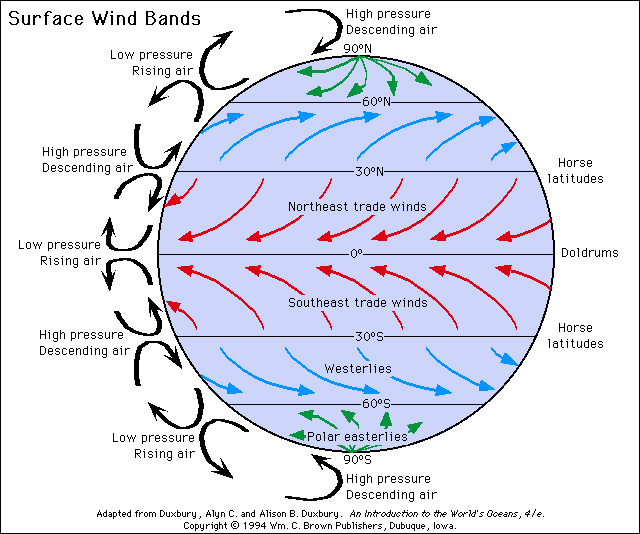 Surface Wind Bands
High pressure
Descending air
90ºN
Low pressure
Rising air
60ºN
High pressure
Descending air
30ºN
Horse
latitudes
Northeast trade winds
Low pressure
Rising air
0º
Doldrums
Southeast trade winds
High pressure
Descending air
30ºS
Horse
latitudes
Westerlies
60ºS
Low pressure
Rising air
Polar easterlies
90ºS
High pressure
Descending air
Adapted from Duxbury, Alyn C. and Alison B. Duxbury. An Introduction to the World's Oceans, 4/e.
Copyright © 1994 Wm. C. Brown Publishers, Dubuque, Iowa.